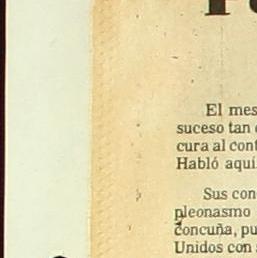 El mes
suceso tan
cura al cont
Habló aquí
Sus con
pleonasmo
concuña, pu
Unidos con